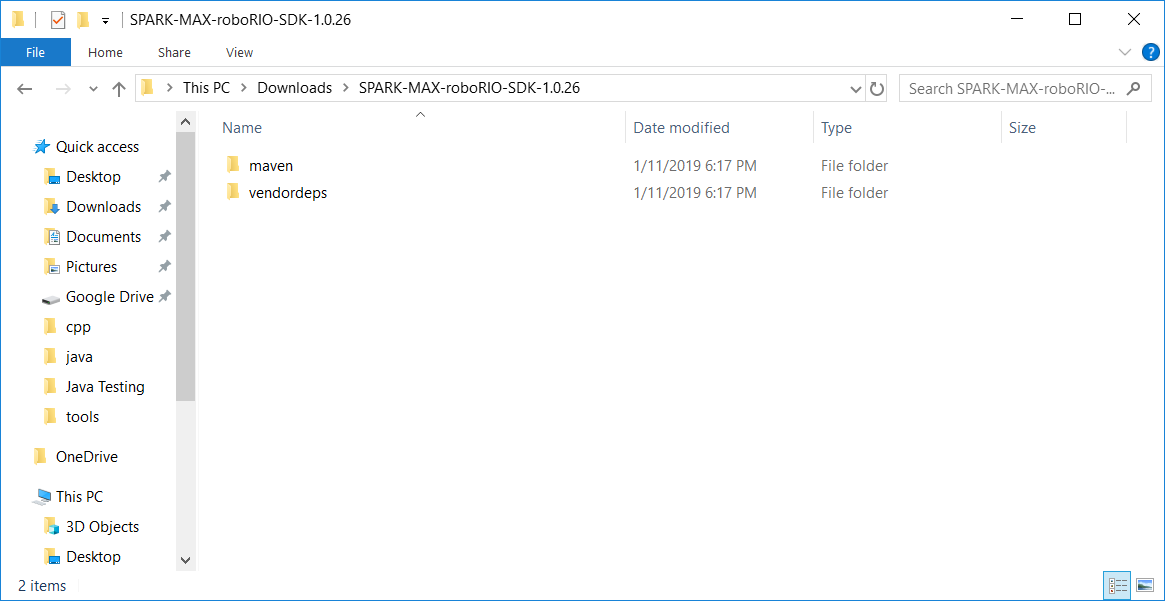 SPARK-MAX-roboRIO-SDK-1.0.26
File Home Share View
?
This PC Downloads SPARK-MAX-roboRIO-SDK-1.0.26
Search SPARK-MAX-roboRIO-...
Name Date modified Type Size
maven 1/11/2019 6:17 PM File folder
vendordeps 1/11/2019 6:17 PM File folder
Quick access
Desktop
Downloads
Documents
Pictures
Google Drive
cpp
java
Java Testing
tools
OneDrive
This PC
3D Objects
Desktop
2 items